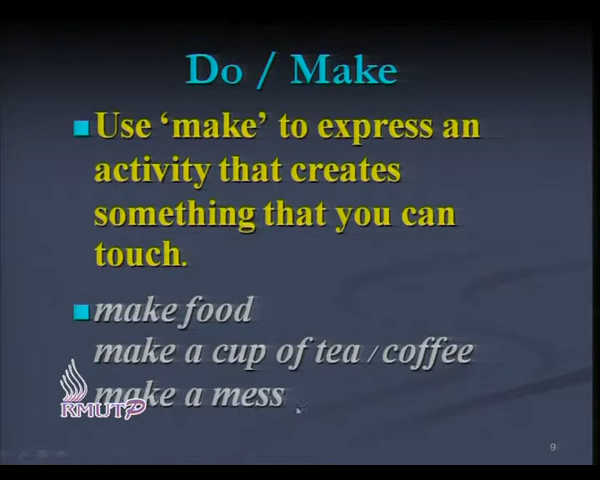 Do / Make
Use ‘make’ to express an
activity that creates
something that you can
touch.
make food
make a cup of tea / coffee
make a mess
RMUTP
9